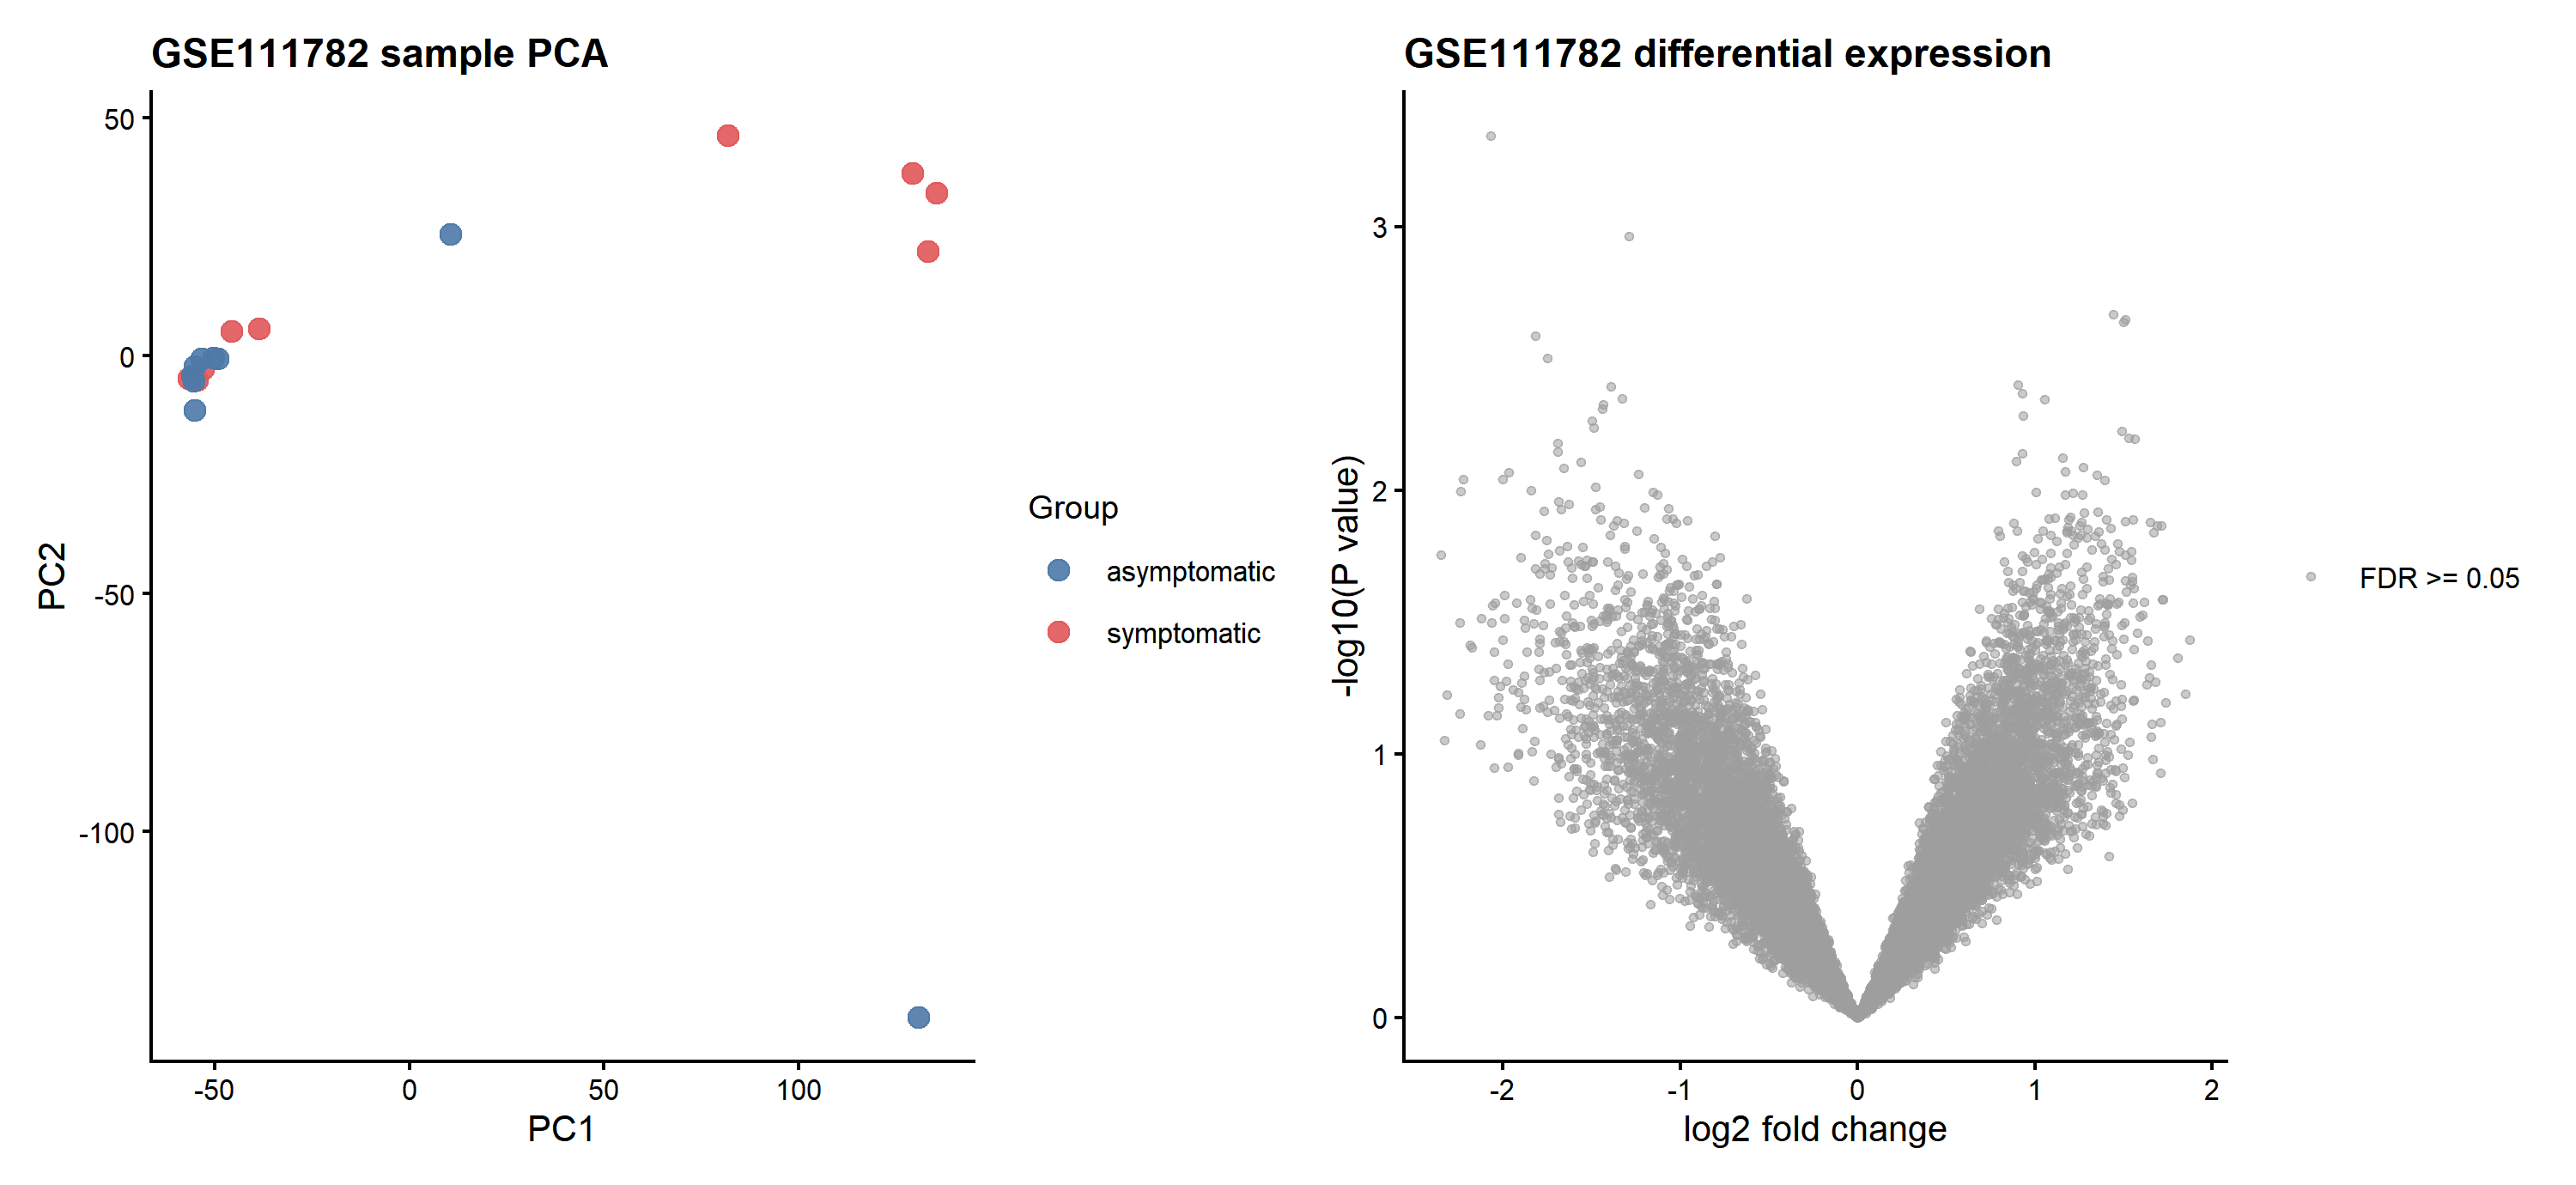 GSE111782 sample PCA
50
0
-50
-100
PC2
-50
0
50
100
PC1
Group
asymptomatic
symptomatic
GSE111782 differential expression
3
2
1
0
-log10(P value)
-2
-1
0
1
2
log2 fold change
FDR >= 0.05